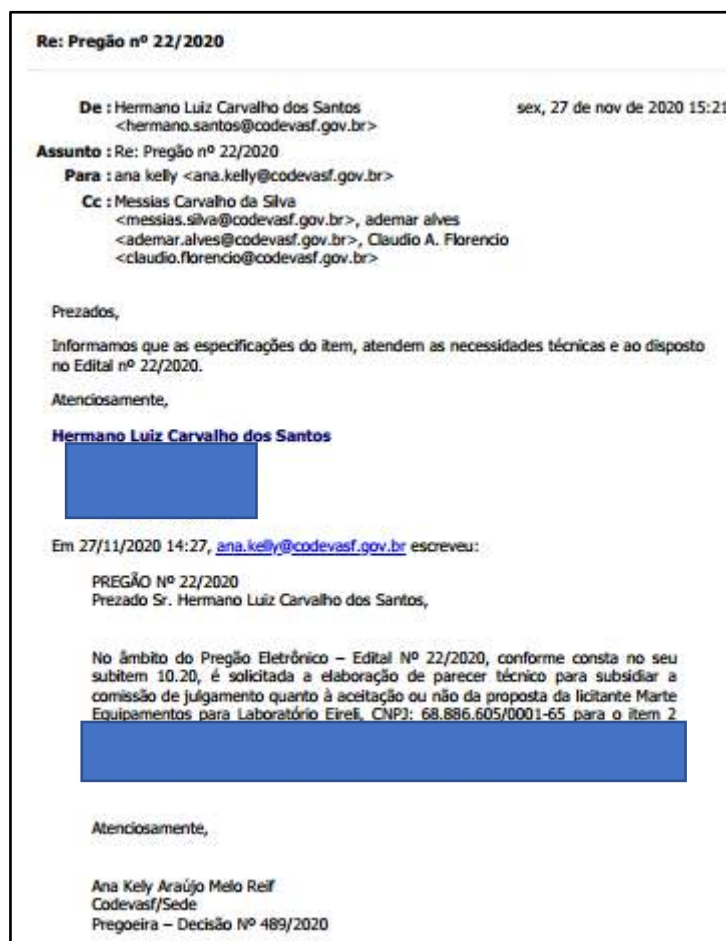 Re: Pregão nº 22/2020
De : Hermano Luiz Carvalho dos Santos sex, 27 de nov de 2020 15:21
<hermano.santos@codevasf.gov.br>
Assunto : Re: Pregão nº 22/2020
Para : ana kelly <ana.kelly@codevasf.gov.br>
Cc : Messias Carvalho da Silva
<messias.silva@codevasf.gov.br>, ademar alves
<ademar.alves@codevasf.gov.br>, Claudio A. Florencio
<claudio.florencio@codevasf.gov.br>
Prezados,
Informamos que as especificações do item, atendem as necessidades técnicas e ao disposto
no Edital nº 22/2020.
Atenciosamente,
Hermano Luiz Carvalho dos Santos
Em 27/11/2020 14:27, ana.kelly@codevasf.gov.br escreveu:
PREGÃO Nº 22/2020
Prezado Sr. Hermano Luiz Carvalho dos Santos,
No âmbito do Pregão Eletrônico – Edital Nº 22/2020, conforme consta no seu
subitem 10.20, é solicitada a elaboração de parecer técnico para subsidiar a
comissão de julgamento quanto à aceitação ou não da proposta da licitante Marte
Equipamentos para Laboratório Eireli, CNPJ: 68.886.605/0001-65 para o item 2
Atenciosamente,
Ana Kely Araújo Melo Reif
Codevasf/Sede
Pregoeira – Decisão Nº 489/2020